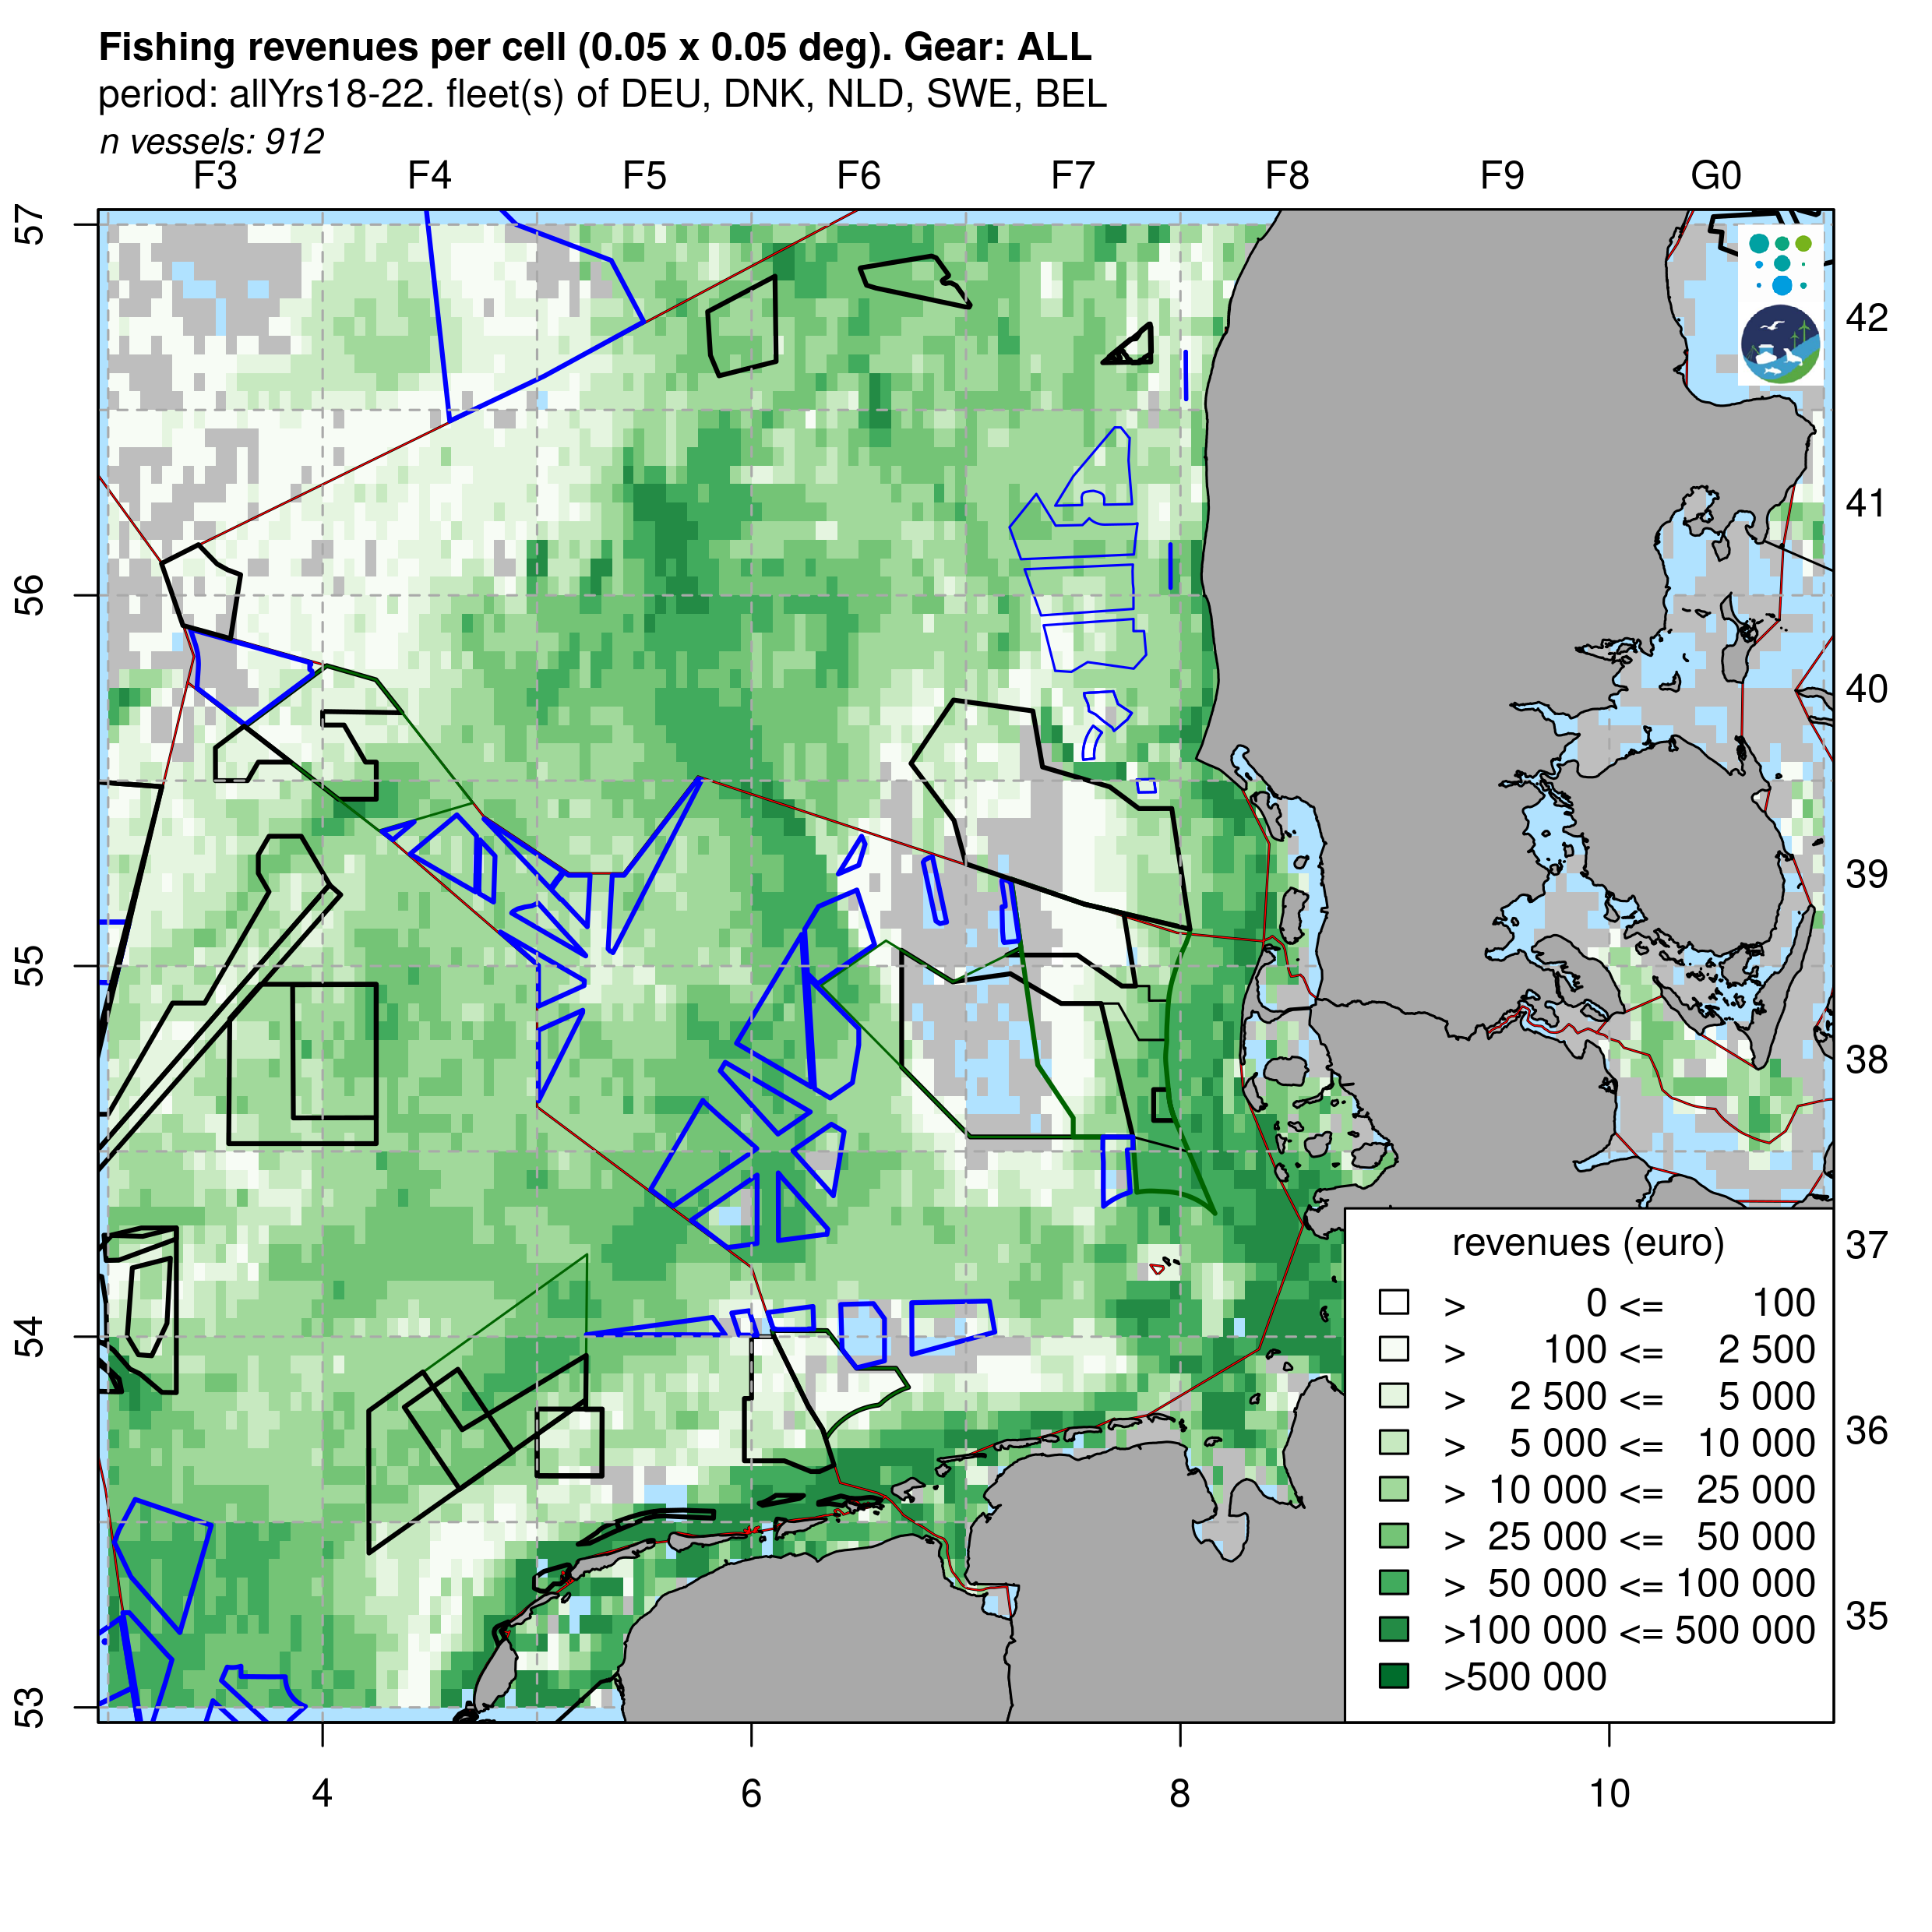 Fishing revenues per cell (0.05 x 0.05 deg). Gear: ALL
period: allYrs18-22. fleet(s) of DEU, DNK, NLD, SWE, BEL
n vessels: 912
F3 F4 F5 F6 F7 F8 F9 G0
57
42
41
56
40
39
55
38
37
54
36
35
53
revenues (euro)
> 0 <= 100
> 100 <= 2 500
> 2 500 <= 5 000
> 5 000 <= 10 000
> 10 000 <= 25 000
> 25 000 <= 50 000
> 50 000 <= 100 000
>100 000 <= 500 000
>500 000
4 6 8 10